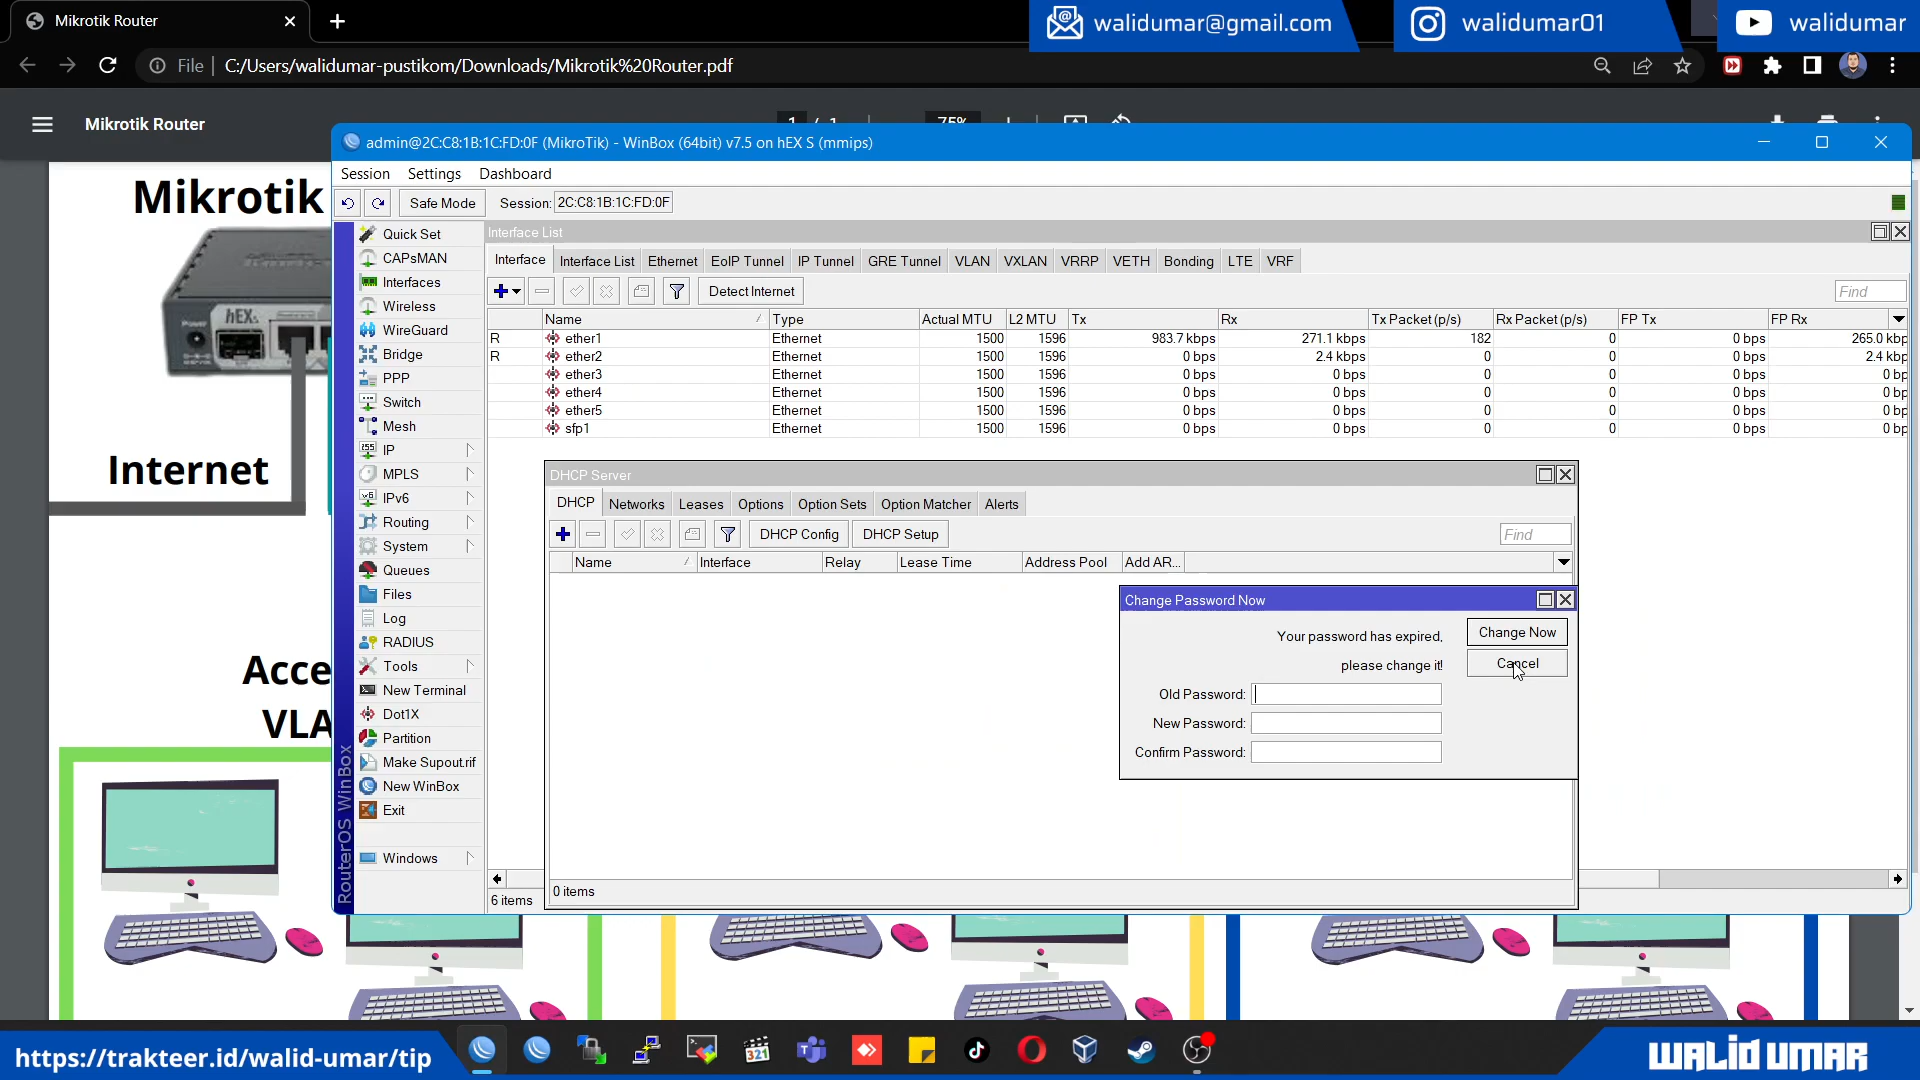 Mikrotik Router
walidumar@gmail.com
walidumar01
walidumar
File
C:/Users/walidumar-pustikom/Downloads/Mikrotik%20Router.pdf
Mikrotik Router
75%
admin@2C:C8:1B:1C:FD:0F (MikroTik) - WinBox (64bit) v7.5 on hEX S (mmips)
Session Settings Dashboard
Safe Mode Session: 2C:C8:1B:1C:FD:0F
Mikrotik
hEX
Internet
Acce
VLA
Quick Set
CAPsMAN
Interfaces
Wireless
WireGuard
Bridge
PPP
Switch
Mesh
IP
MPLS
IPv6
Routing
System
Queues
Files
Log
RADIUS
Tools
New Terminal
Dot1X
Partition
Make Supout.rif
New WinBox
Exit
Windows
RouterOS WinBox
Interface List
Interface Interface List Ethernet EoIP Tunnel IP Tunnel GRE Tunnel VLAN VXLAN VRRP VETH Bonding LTE VRF
Detect Internet Find
Name Type Actual MTU L2 MTU Tx Rx Tx Packet (p/s) Rx Packet (p/s) FP Tx FP Rx
R ether1 Ethernet 1500 1596 983.7 kbps 271.1 kbps 182 0 0 bps 265.0 kbp
R ether2 Ethernet 1500 1596 0 bps 2.4 kbps 0 0 0 bps 2.4 kbp
ether3 Ethernet 1500 1596 0 bps 0 bps 0 0 0 bps 0 bp
ether4 Ethernet 1500 1596 0 bps 0 bps 0 0 0 bps 0 bp
ether5 Ethernet 1500 1596 0 bps 0 bps 0 0 0 bps 0 bp
sfp1 Ethernet 1500 1596 0 bps 0 bps 0 0 0 bps 0 bp
DHCP Server
DHCP Networks Leases Options Option Sets Option Matcher Alerts
DHCP Config DHCP Setup Find
Name Interface Relay Lease Time Address Pool Add AR...
Change Password Now
Your password has expired, Change Now
please change it! Cancel
Old Password:
New Password:
Confirm Password:
0 items
6 items
https://trakteer.id/walid-umar/tip
321
WALID UMAR